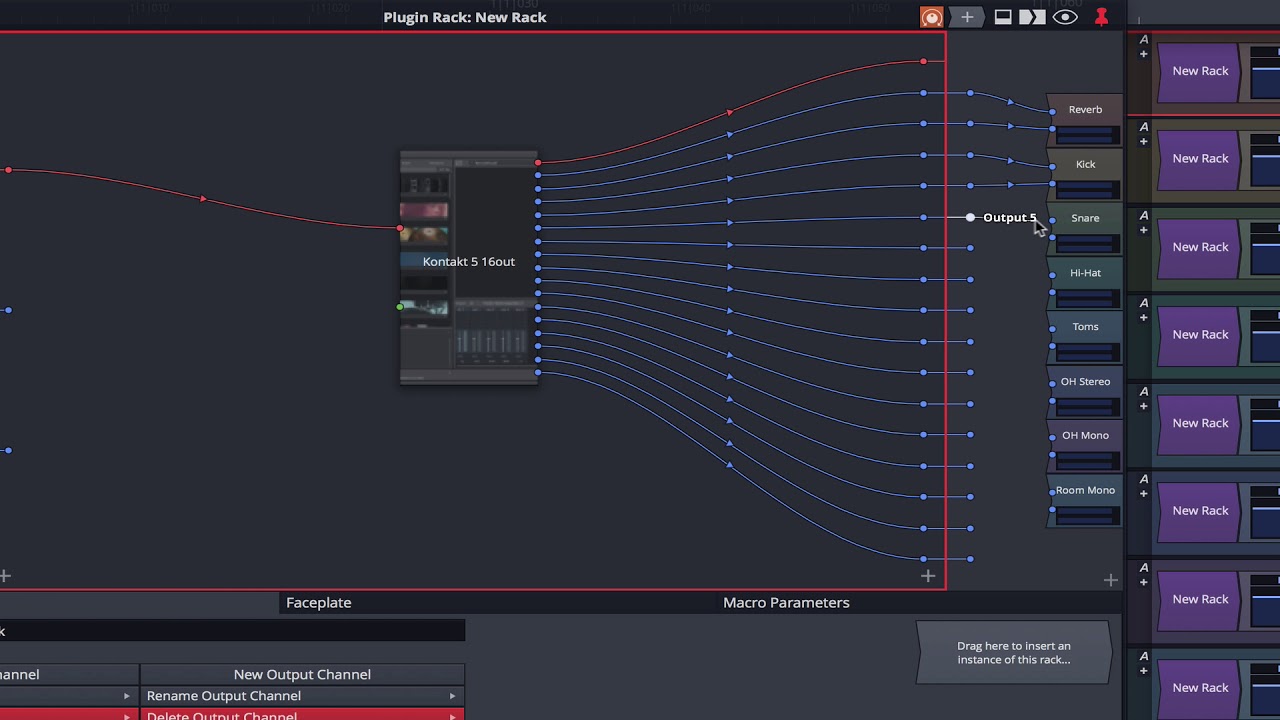 Plugin Rack: New Rack
Reverb
Kick
Output 5
Snare
Hi-Hat
Toms
OH Stereo
OH Mono
Room Mono
Kontakt 5 16out
A
New Rack
A
New Rack
A
New Rack
A
New Rack
A
New Rack
A
New Rack
A
New Rack
A
New Rack
Faceplate
Macro Parameters
k
hannel
New Output Channel
Rename Output Channel
Delete Output Channel
Drag here to insert an
instance of this rack...